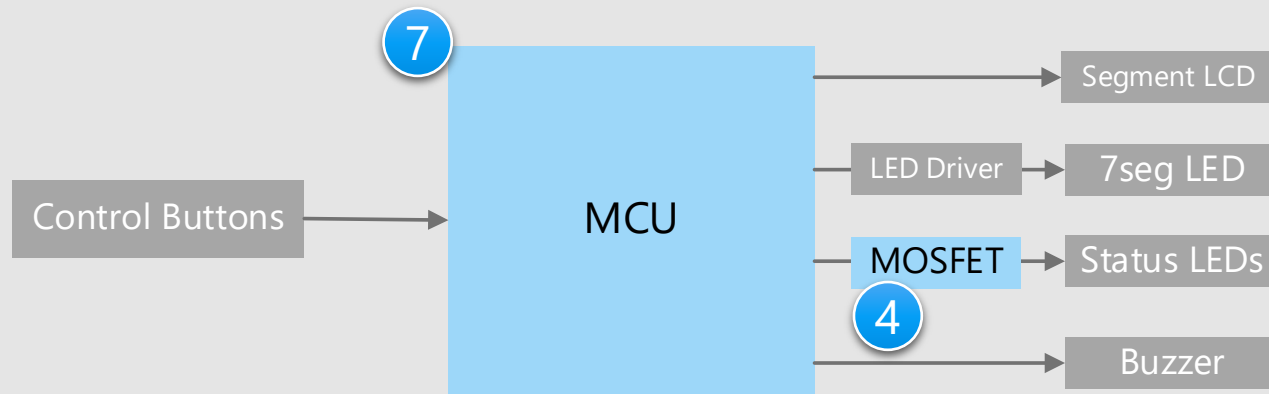 7
Segment LCD
LED Driver
7seg LED
Control Buttons
MCU
MOSFET
Status LEDs
4
Buzzer